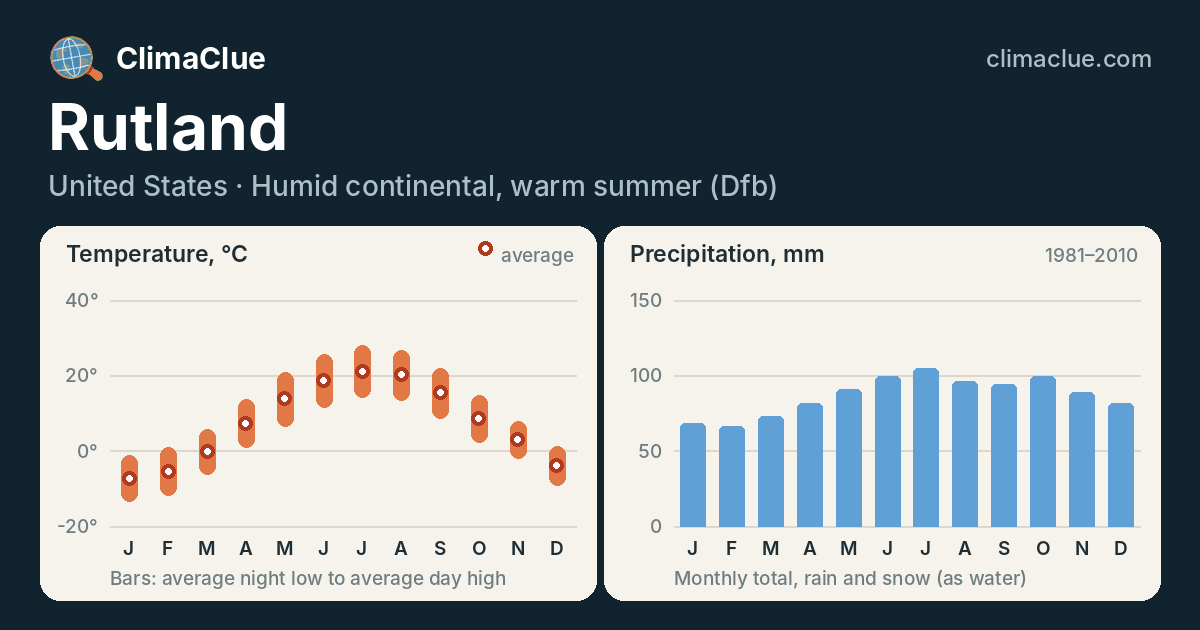 ClimaClue
climaclue.com
Rutland
United States · Humid continental, warm summer (Dfb)
Temperature, °C
average
40°
20°
0°
-20°
J F M A M J J A S O N D
Bars: average night low to average day high
Precipitation, mm
1981–2010
150
100
50
0
J F M A M J J A S O N D
Monthly total, rain and snow (as water)